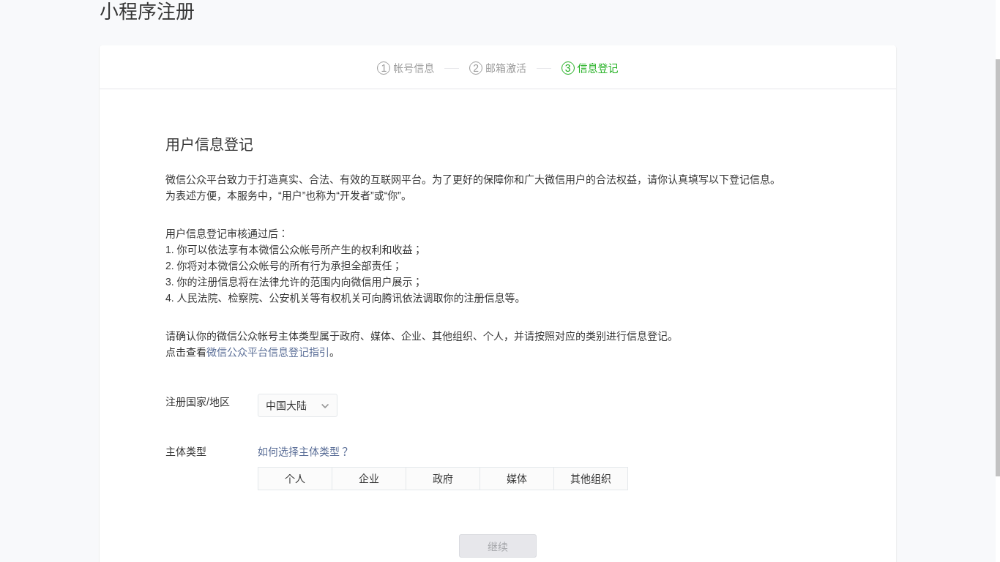 小程序注册
1 帐号信息 2 邮箱激活 3 信息登记
用户信息登记
微信公众平台致力于打造真实、合法、有效的互联网平台。为了更好的保障你和广大微信用户的合法权益，请你认真填写以下登记信息。
为表述方便，本服务中，“用户”也称为“开发者”或“你”。
用户信息登记审核通过后：
1. 你可以依法享有本微信公众帐号所产生的权利和收益；
2. 你将对本微信公众帐号的所有行为承担全部责任；
3. 你的注册信息将在法律允许的范围内向微信用户展示；
4. 人民法院、检察院、公安机关等有权机关可向腾讯依法调取你的注册信息等。
请确认你的微信公众帐号主体类型属于政府、媒体、企业、其他组织、个人，并请按照对应的类别进行信息登记。
点击查看微信公众平台信息登记指引。
注册国家/地区 中国大陆
主体类型 如何选择主体类型？
个人 企业 政府 媒体 其他组织
继续